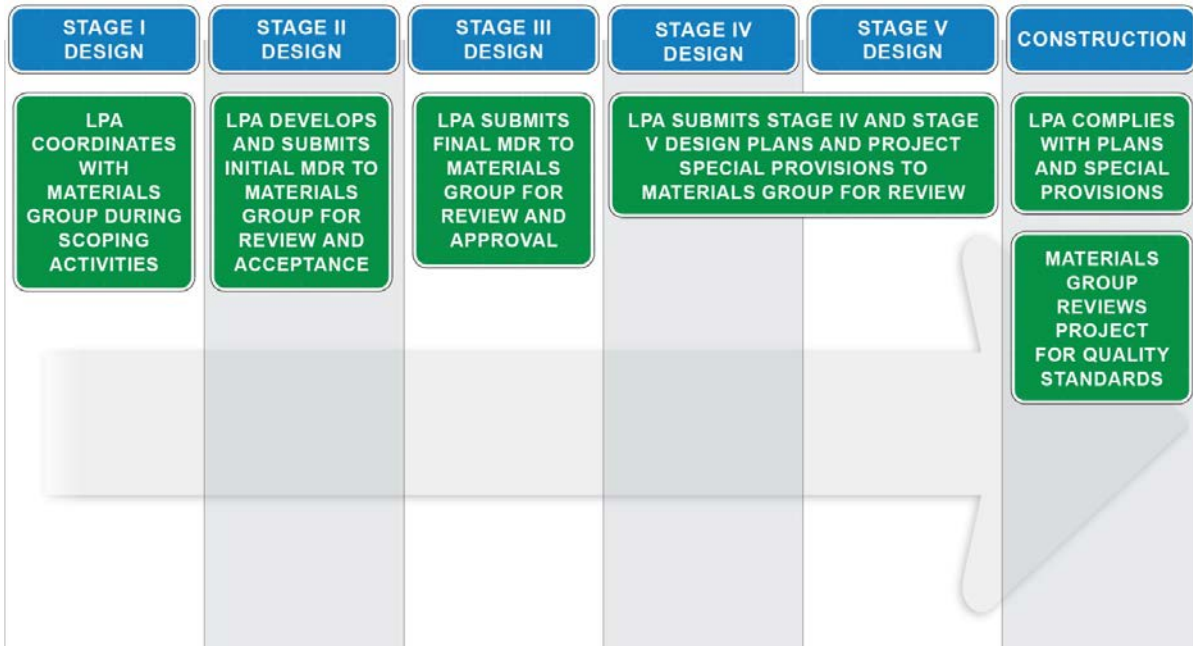 STAGE I
DESIGN
STAGE II
DESIGN
STAGE III
DESIGN
STAGE IV
DESIGN
STAGE V
DESIGN
CONSTRUCTION
LPA
COORDINATES
WITH
MATERIALS
GROUP DURING
SCOPING
ACTIVITIES
LPA DEVELOPS
AND SUBMITS
INITIAL MDR TO
MATERIALS
GROUP FOR
REVIEW AND
ACCEPTANCE
LPA SUBMITS
FINAL MDR TO
MATERIALS
GROUP FOR
REVIEW AND
APPROVAL
LPA SUBMITS STAGE IV AND STAGE
V DESIGN PLANS AND PROJECT
SPECIAL PROVISIONS TO
MATERIALS GROUP FOR REVIEW
LPA COMPLIES
WITH PLANS
AND SPECIAL
PROVISIONS
MATERIALS
GROUP
REVIEWS
PROJECT
FOR QUALITY
STANDARDS